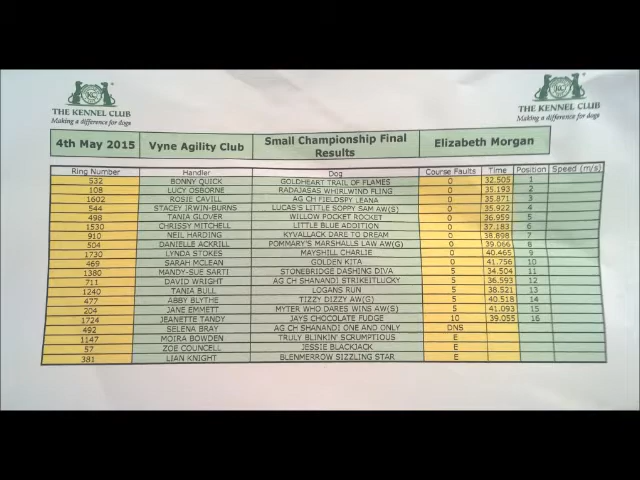 THE KENNEL CLUB
Making a difference for dogs
THE KENNEL CLUB
Making a difference for dogs
4th May 2015 Vyne Agility Club Small Championship Final Results Elizabeth Morgan
Ring Number Handler Dog Course Faults Time Position Speed (m/s)
532 BONNY QUICK GOLDHEART TRAIL OF FLAMES 0 32.505 1
108 LUCY OSBORNE RADAJASAS WHIRLWIND FLING 0 35.193 2
1602 ROSIE CAVILL AG CH FIELDSPY LEANA 0 35.871 3
544 STACEY IRWIN-BURNS LUCAS'S LITTLE SOPPY SAM AW(S) 0 35.922 4
498 TANIA GLOVER WILLOW POCKET ROCKET 0 36.959 5
1530 CHRISSY MITCHELL LITTLE BLUE ADDITION 0 37.183 6
910 NEIL HARDING KYVALLACK DARE TO DREAM 0 38.898 7
504 DANIELLE ACKRILL POMMARY'S MARSHALLS LAW AW(G) 0 39.066 8
1730 LYNDA STOKES MAYSHILL CHARLIE 0 40.465 9
469 SARAH MCLEAN GOLDEN KITA 0 41.756 10
1380 MANDY-SUE SARTI STONEBRIDGE DASHING DIVA 5 34.504 11
711 DAVID WRIGHT AG CH SHANANDI STRIKEITLUCKY 5 36.593 12
1240 TANIA BULL LOGANS RUN 5 38.521 13
477 ABBY BLYTHE TIZZY DIZZY AW(G) 5 40.518 14
204 JANE EMMETT MYTER WHO DARES WINS AW(S) 5 41.093 15
1724 JEANETTE TANDY JAYS CHOCOLATE FUDGE 10 39.055 16
492 SELENA BRAY AG CH SHANANDI ONE AND ONLY DNS
1147 MOIRA BOWDEN TRULY BLINKIN' SCRUMPTIOUS E
57 ZOE COUNCELL JESSIE BLACKJACK E
381 LIAN KNIGHT BLENMERROW SIZZLING STAR E